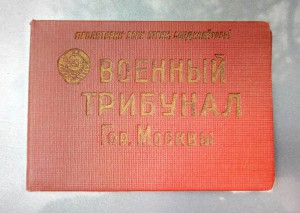 ПРОЛЕТАРИИ ВСЕХ СТРАН, СОЕДИНЯЙТЕСЬ!
ВОЕННЫЙ
ТРИБУНАЛ
ГОР. МОСКВЫ